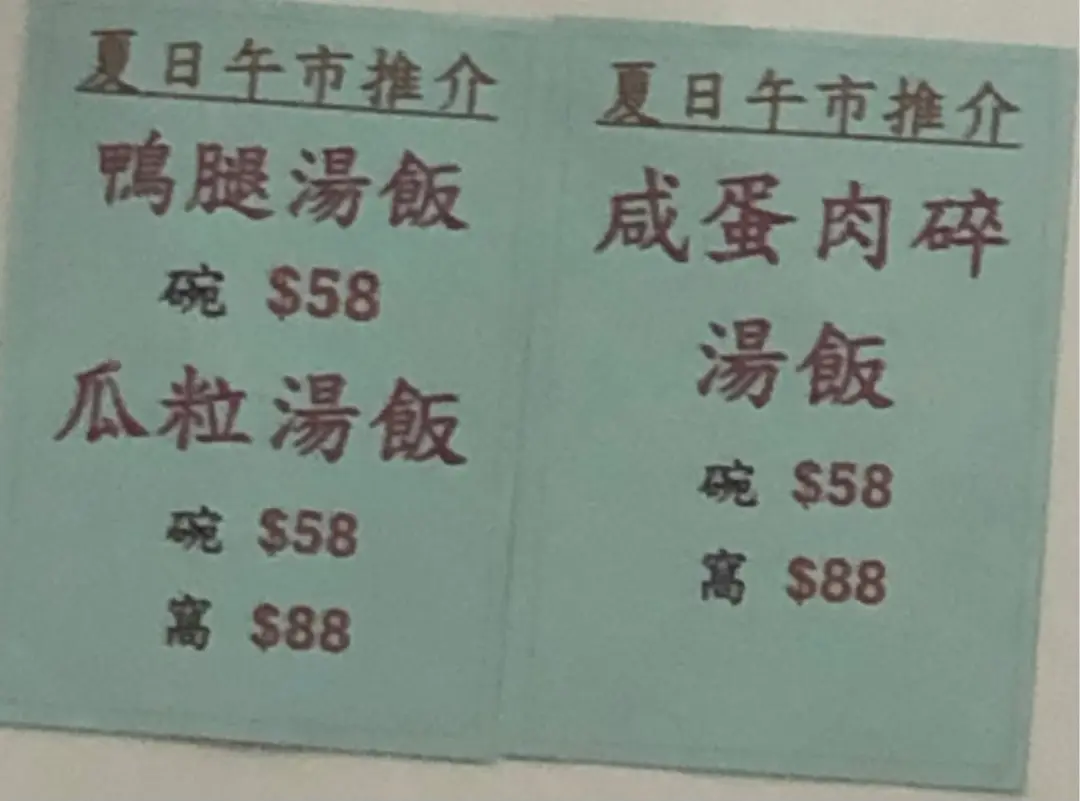 夏日午市推介
鴨腿湯飯
碗 $58
瓜粒湯飯
碗 $58
窩 $88
夏日午市推介
咸蛋肉碎
湯飯
碗 $58
窩 $88